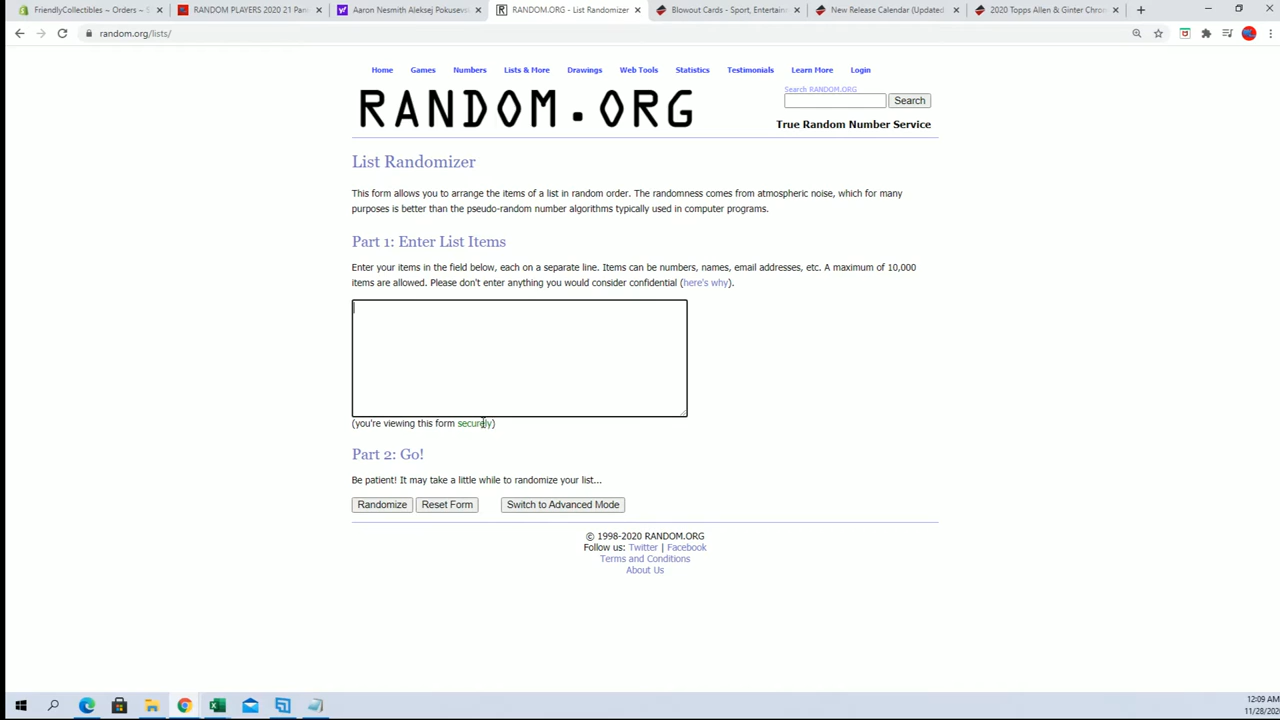 FriendlyCollectibles ~ Orders ~ S
RANDOM PLAYERS 2020 21 Pan
Aaron Nesmith Aleksej Pokusevsk
RANDOM.ORG - List Randomizer
Blowout Cards - Sport, Entertain
New Release Calendar (Updated
2020 Topps Allen & Ginter Chrom
random.org/lists/
Home Games Numbers Lists & More Drawings Web Tools Statistics Testimonials Learn More Login
RANDOM.ORG
Search RANDOM.ORG
Search
True Random Number Service
List Randomizer
This form allows you to arrange the items of a list in random order. The randomness comes from atmospheric noise, which for many
purposes is better than the pseudo-random number algorithms typically used in computer programs.
Part 1: Enter List Items
Enter your items in the field below, each on a separate line. Items can be numbers, names, email addresses, etc. A maximum of 10,000
items are allowed. Please don't enter anything you would consider confidential (here's why).
(you're viewing this form securely)
Part 2: Go!
Be patient! It may take a little while to randomize your list...
Randomize Reset Form Switch to Advanced Mode
© 1998-2020 RANDOM.ORG
Follow us: Twitter | Facebook
Terms and Conditions
About Us
12:09 AM
11/28/202